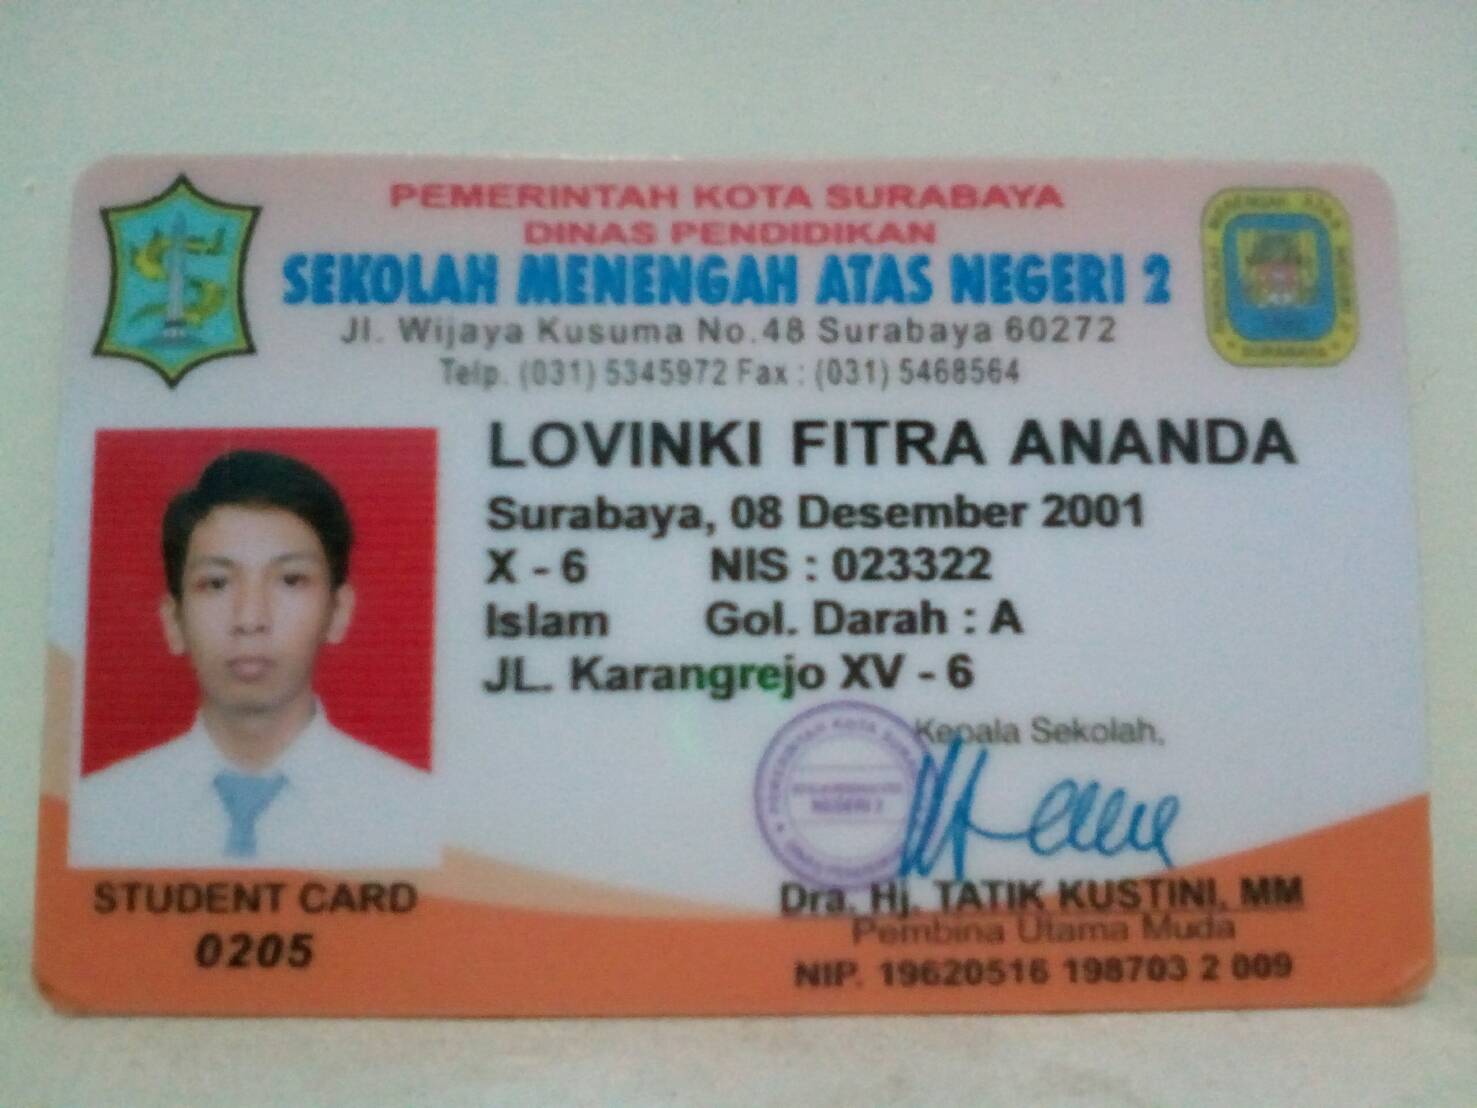 PEMERINTAH KOTA SURABAYA
DINAS PENDIDIKAN
SEKOLAH MENENGAH ATAS NEGERI 2
Jl. Wijaya Kusuma No.48 Surabaya 60272
Telp. (031) 5345972 Fax : (031) 5468564
LOVINKI FITRA ANANDA
Surabaya, 08 Desember 2001
X - 6 NIS : 023322
Islam Gol. Darah : A
JL. Karangrejo XV - 6
Kepala Sekolah,
NEGERI 2
Dra. Hj. TATIK KUSTINI, MM
Pembina Utama Muda
NIP. 19620516 198703 2 009
STUDENT CARD
0205